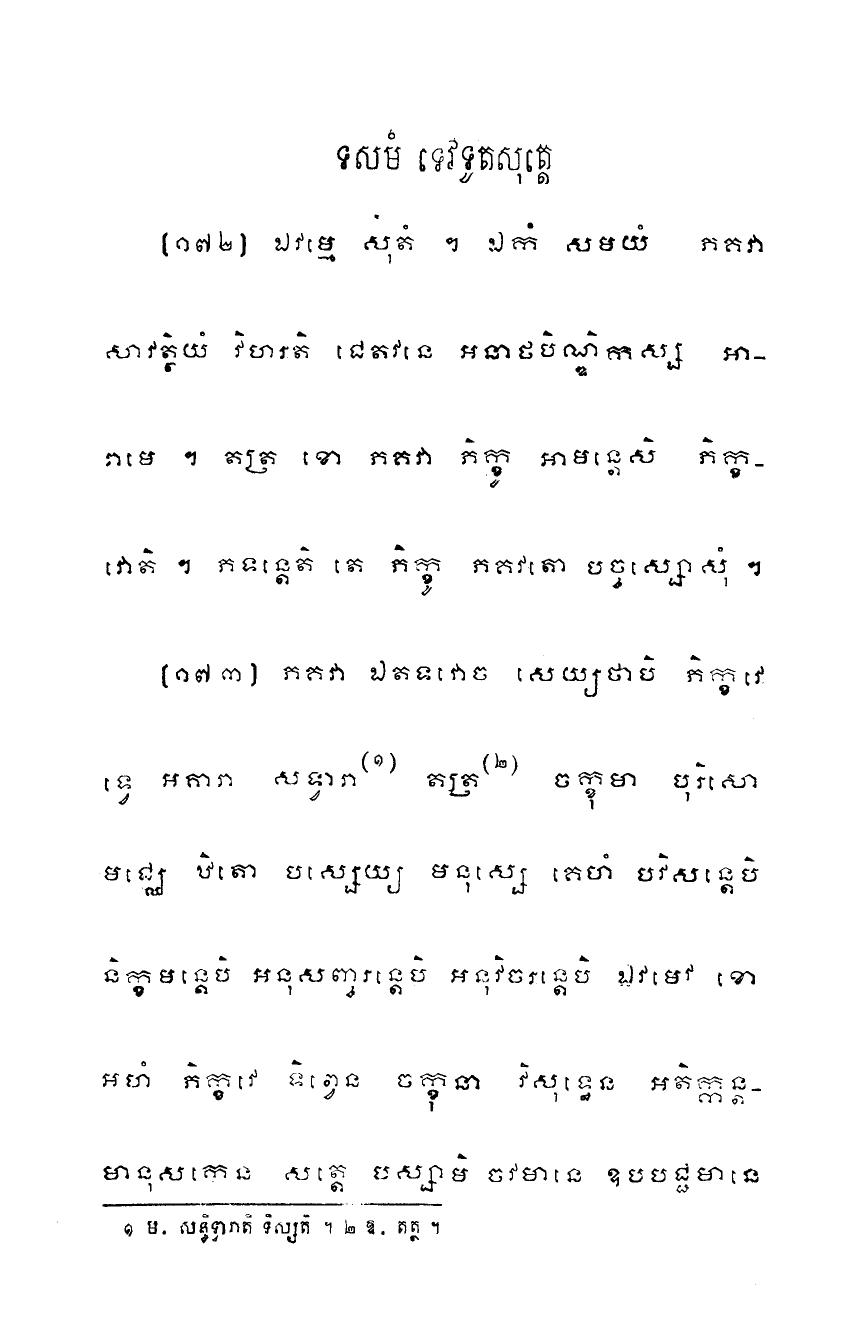 ទសមំ ទេវទូតសុត្តេ
(១៧២) ឯវម្មេ សុតំ ។ ឯកំ សមយំ ភគវា
សាវត្ថិយំ វិហរតិ ជេតវនេ អនាថបិណ្ឌិកស្ស អា-
រាមេ ។ តត្រ ខោ ភគវា ភិក្ខូ អាមន្តេសិ ភិក្ខ-
វោតិ ។ ភទន្តេតិ តេ ភិក្ខូ ភគវតោ បច្ចស្សោសុំ ។
(១៧៣) ភគវា ឯតទវោច សេយ្យថាបិ ភិក្ខវេ
ទ្វេ អគារា សទ្វារា(១) តត្រ(២) ចក្ខុមា បុរិសោ
មជ្ឈេ ឋិតោ បស្សេយ្យ មនុស្សេ គេហំ បវិសន្តេបិ
និក្ខមន្តេបិ អនុសញ្ចរន្តេបិ អនុវិចរន្តេបិ ឯវមេវ ខោ
អហំ ភិក្ខវេ ទិព្វេន ចក្ខុនា វិសុទ្ធេន អតិក្កន្ត-
មានុសកេន សត្តេ បស្សាមិ ចវមានេ ឧបបជ្ជមានេ
១ ម. សន្ធិទ្វារាតិ ទិស្សតិ ។ ២ ឱ. តត្ថ ។